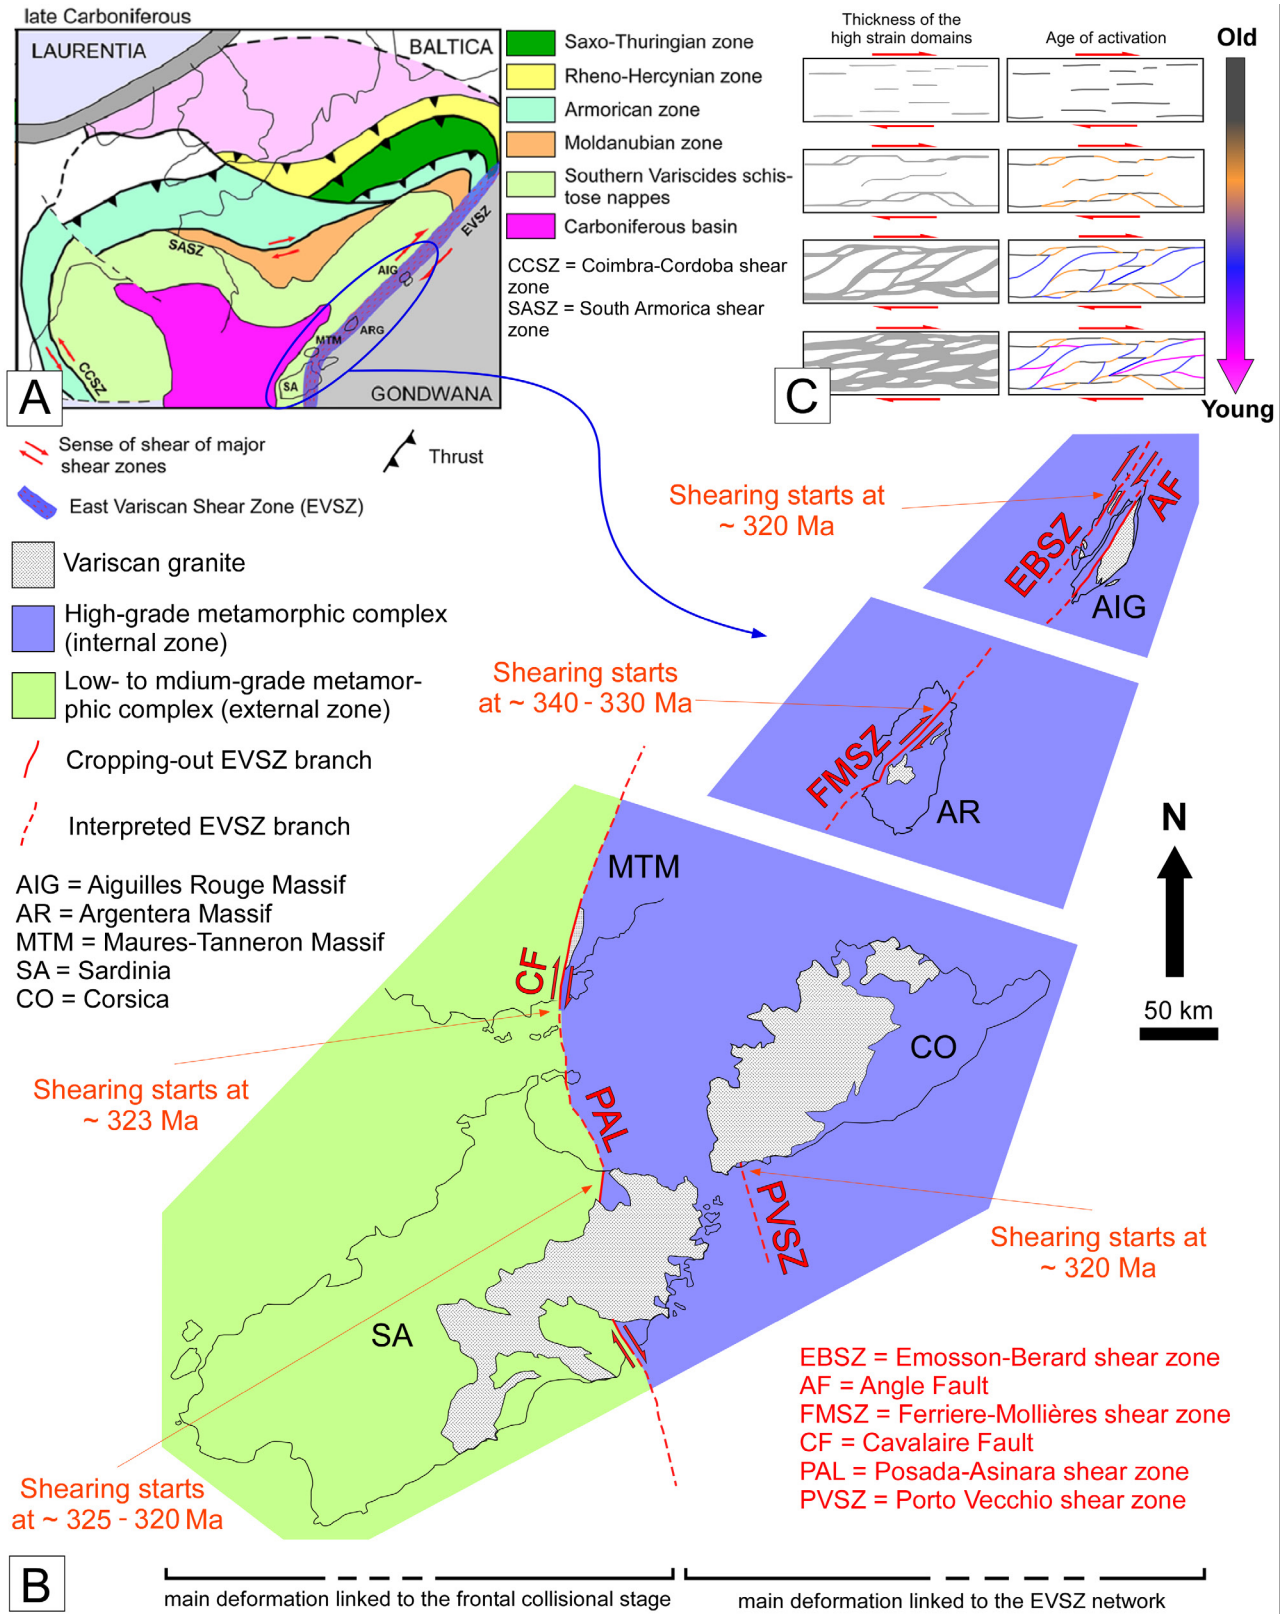 late Carboniferous
LAURENTIA
BALTICA
SASZ
EVSZ
AIG
ARG
MTM
SA
CCSZ
GONDWANA
A
Saxo-Thuringian zone
Rheno-Hercynian zone
Armorican zone
Moldanubian zone
Southern Variscides schis-
tose nappes
Carboniferous basin
CCSZ = Coimbra-Cordoba shear
zone
SASZ = South Armorica shear
zone
Thickness of the
high strain domains
Age of activation
Old
Young
C
Sense of shear of major
shear zones
Thrust
East Variscan Shear Zone (EVSZ)
Variscan granite
High-grade metamorphic complex
(internal zone)
Low- to mdium-grade metamor-
phic complex (external zone)
Cropping-out EVSZ branch
Interpreted EVSZ branch
AIG = Aiguilles Rouge Massif
AR = Argentera Massif
MTM = Maures-Tanneron Massif
SA = Sardinia
CO = Corsica
Shearing starts at
~ 320 Ma
EBSZ
AF
AIG
Shearing starts
at ~ 340 - 330 Ma
FMSZ
AR
MTM
CF
N
50 km
CO
Shearing starts at
~ 323 Ma
PAL
PVSZ
Shearing starts at
~ 320 Ma
SA
Shearing starts
at ~ 325 - 320 Ma
EBSZ = Emosson-Berard shear zone
AF = Angle Fault
FMSZ = Ferriere-Mollières shear zone
CF = Cavalaire Fault
PAL = Posada-Asinara shear zone
PVSZ = Porto Vecchio shear zone
B
main deformation linked to the frontal collisional stage
main deformation linked to the EVSZ network